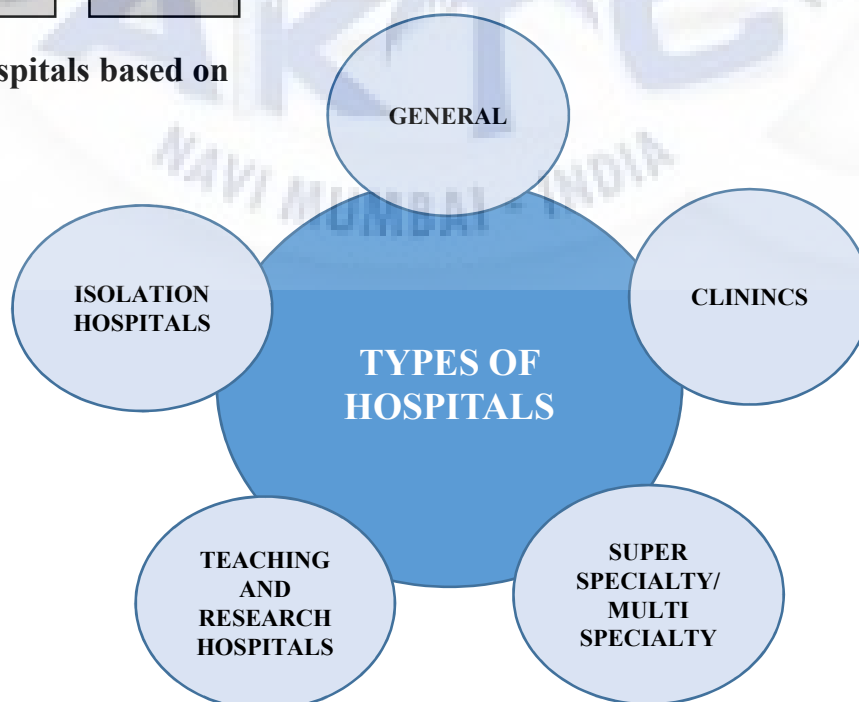 spitals based on
GENERAL
NAVI MUMBAI - INDIA
ISOLATION
HOSPITALS
CLININCS
TYPES OF
HOSPITALS
TEACHING
AND
RESEARCH
HOSPITALS
SUPER
SPECIALTY/
MULTI
SPECIALTY